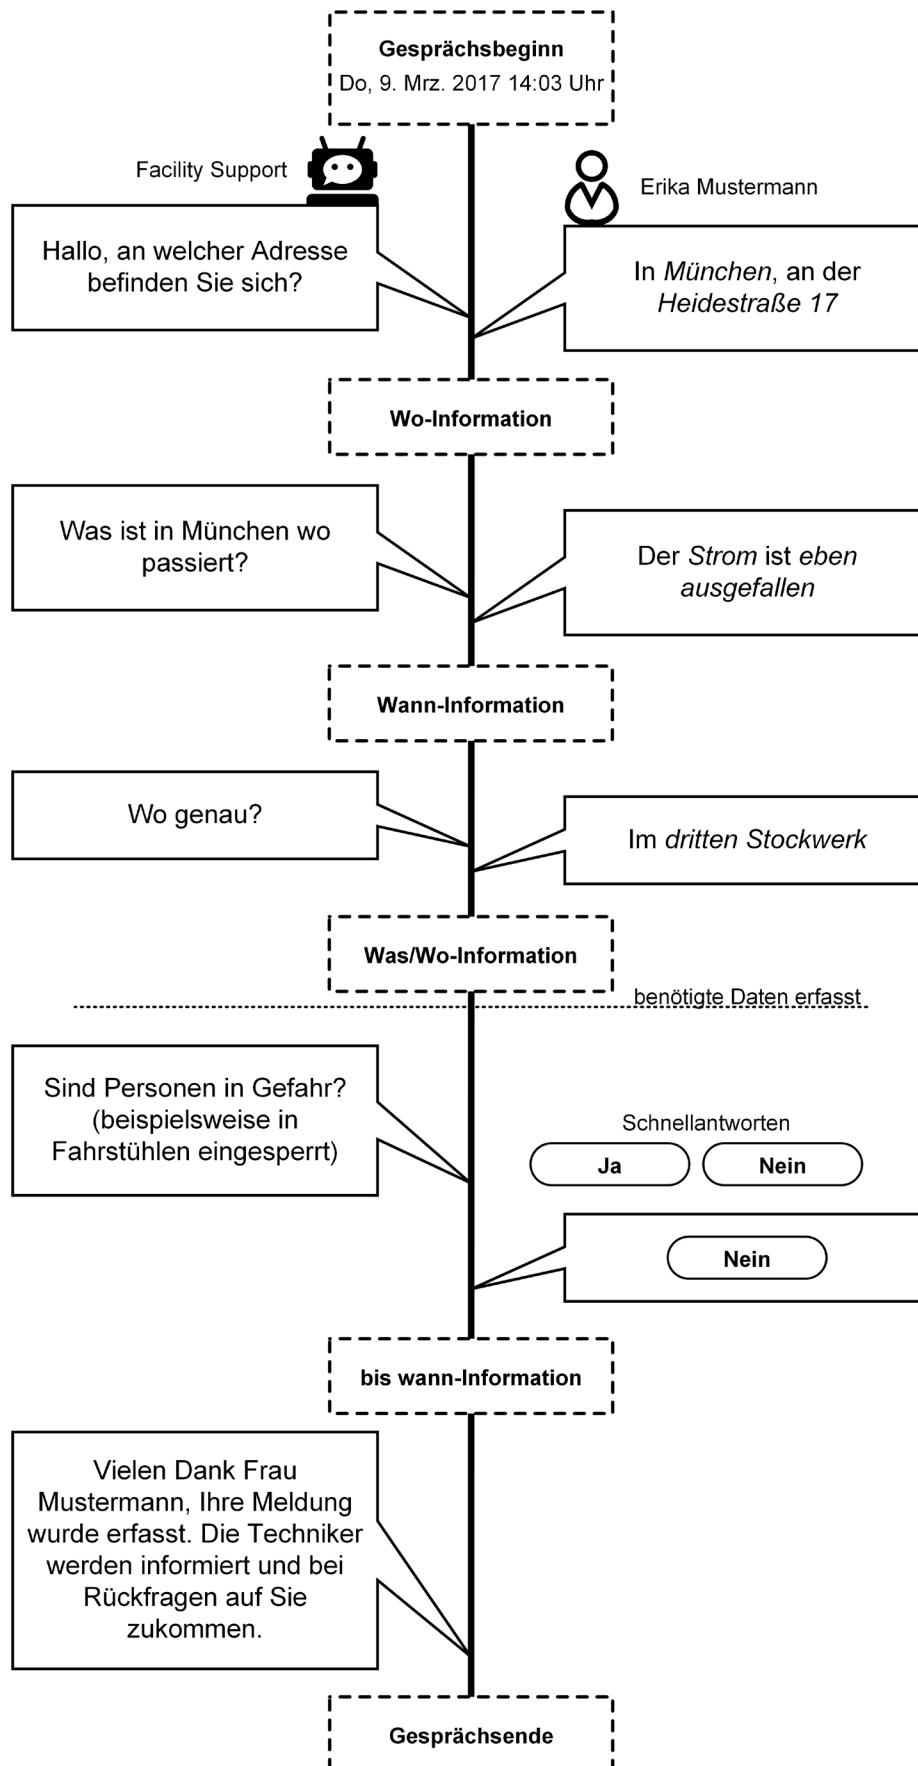 Gesprächsbeginn
Do, 9. Mrz. 2017 14:03 Uhr
Facility Support
Erika Mustermann
Hallo, an welcher Adresse
befinden Sie sich?
In München, an der
Heidestraße 17
Wo-Information
Was ist in München wo
passiert?
Der Strom ist eben
ausgefallen
Wann-Information
Wo genau?
Im dritten Stockwerk
Was/Wo-Information
benötigte Daten erfasst
Sind Personen in Gefahr?
(beispielsweise in
Fahrstühlen eingesperrt)
Schnellantworten
Ja
Nein
Nein
bis wann-Information
Vielen Dank Frau
Mustermann, Ihre Meldung
wurde erfasst. Die Techniker
werden informiert und bei
Rückfragen auf Sie
zukommen.
Gesprächsende